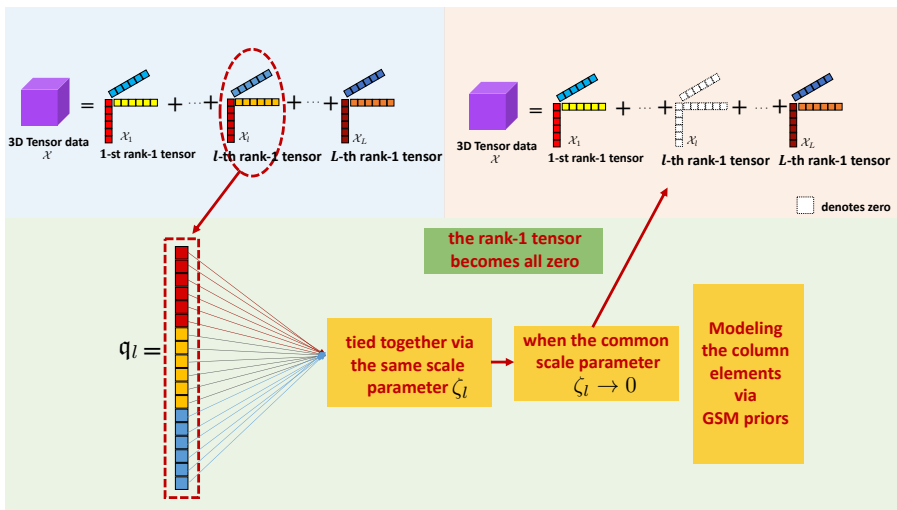 = + ··· + + ··· +
𝒳₁ 𝒳ₗ 𝒳_L
3D Tensor data
𝒳
1-st rank-1 tensor
l-th rank-1 tensor
L-th rank-1 tensor
= + ··· + + ··· +
𝒳₁ 𝒳ₗ 𝒳_L
3D Tensor data
𝒳
1-st rank-1 tensor
l-th rank-1 tensor
L-th rank-1 tensor
denotes zero
the rank-1 tensor
becomes all zero
𝔮ₗ =
tied together via
the same scale
parameter ζₗ
when the common
scale parameter
ζₗ → 0
Modeling
the column
elements
via
GSM priors